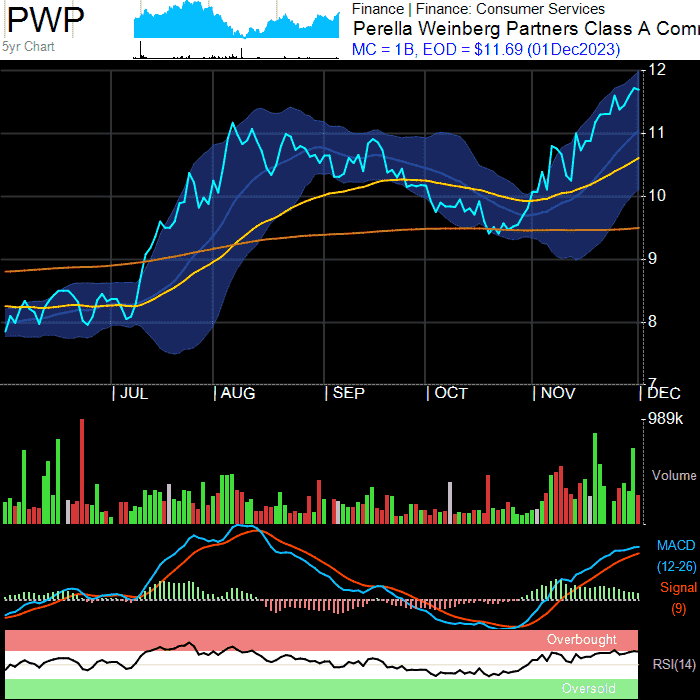 PWP
5yr Chart
Finance | Finance: Consumer Services
Perella Weinberg Partners Class A Com
MC = 1B, EOD = $11.69 (01Dec2023)
12
11
10
9
8
7
JUL
AUG
SEP
OCT
NOV
DEC
989k
Volume
MACD
(12-26)
Signal
(9)
Overbought
RSI(14)
Oversold